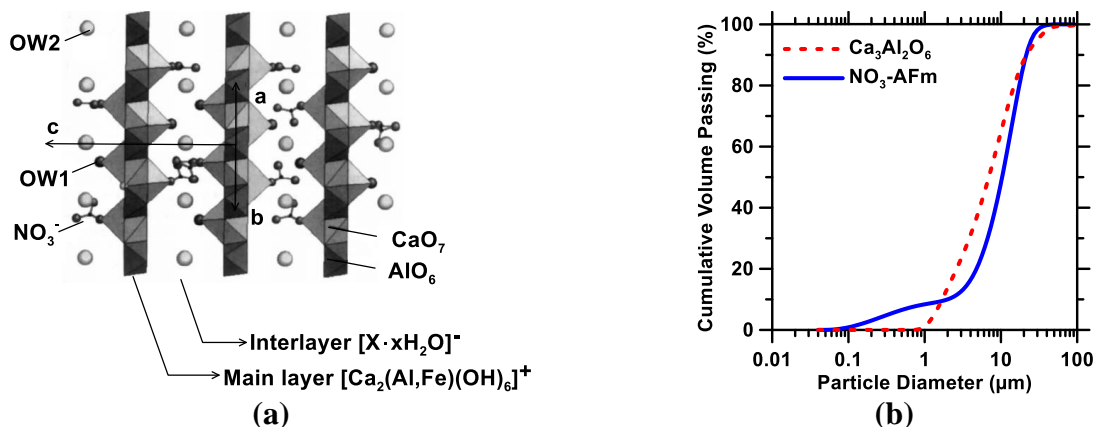 OW2
a
c
OW1
b
NO₃⁻
CaO₇
AlO₆
Interlayer [X·xH₂O]⁻
Main layer [Ca₂(Al,Fe)(OH)₆]⁺
(a)
Cumulative Volume Passing (%)
100
80
60
40
20
0
Ca₃Al₂O₆
NO₃-AFm
0.01 0.1 1 10 100
Particle Diameter (µm)
(b)